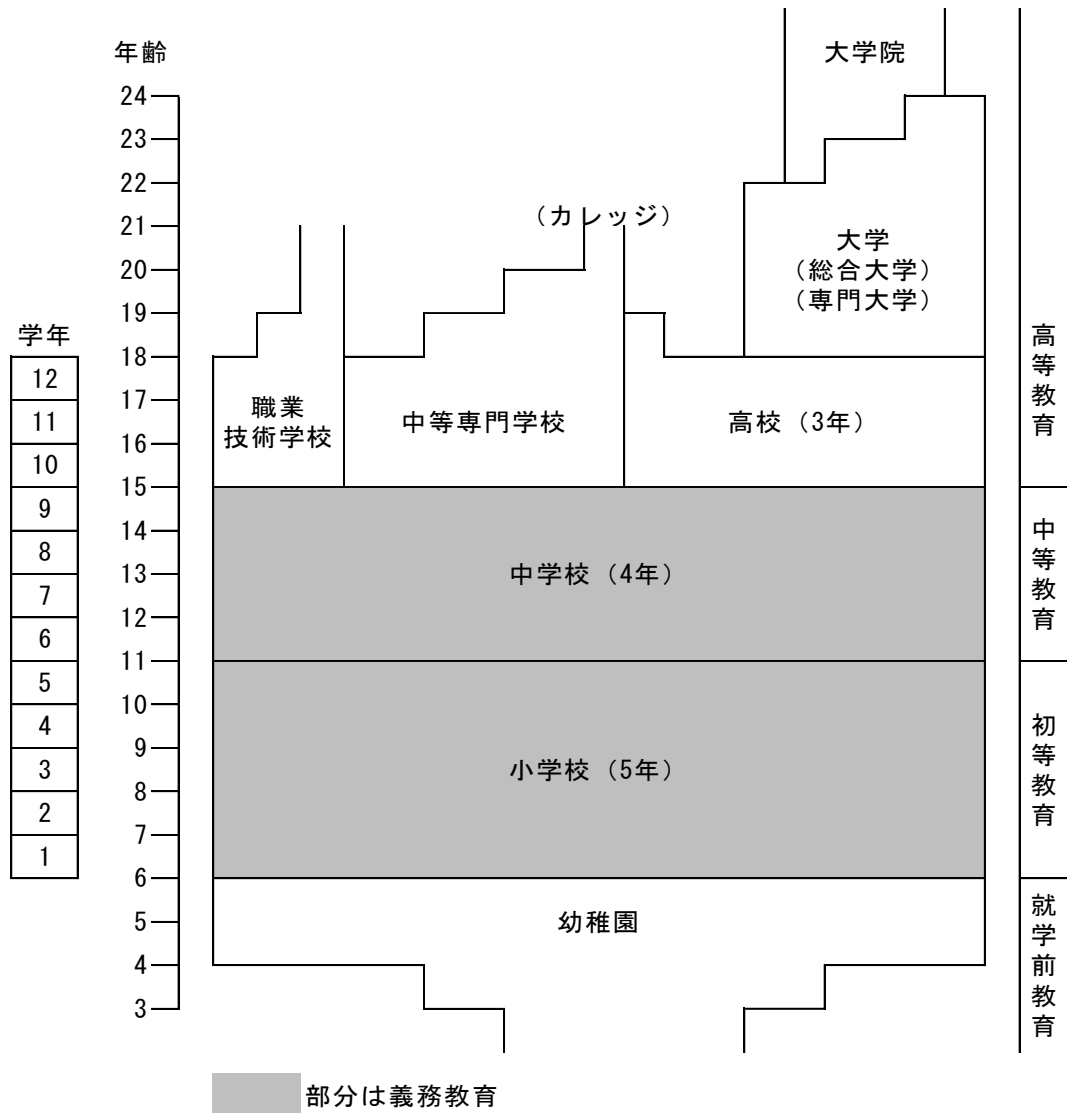 大学院
年齢
24
23
22
21
20
19
18
17
16
15
14
13
12
11
10
9
8
7
6
5
4
3
学年
12
11
10
9
8
7
6
5
4
3
2
1
(カレッジ)
大学
(総合大学)
(専門大学)
職業
技術学校
中等専門学校
高校(3年)
中学校(4年)
小学校(5年)
幼稚園
高等教育
中等教育
初等教育
就学前教育
部分は義務教育